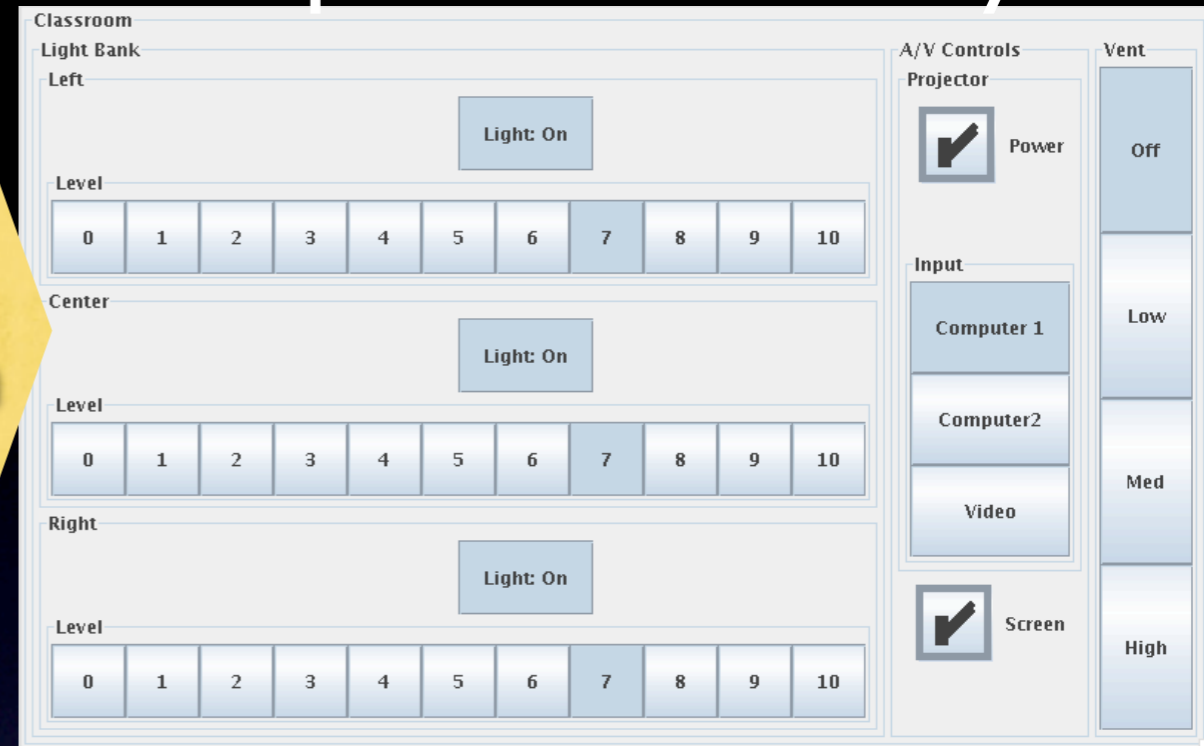 Classroom
Light Bank
Left
Light: On
Level
0 1 2 3 4 5 6 7 8 9 10
Center
Light: On
Level
0 1 2 3 4 5 6 7 8 9 10
Right
Light: On
Level
0 1 2 3 4 5 6 7 8 9 10
A/V Controls
Projector
Power
Input
Computer 1
Computer2
Video
Screen
Vent
Off
Low
Med
High